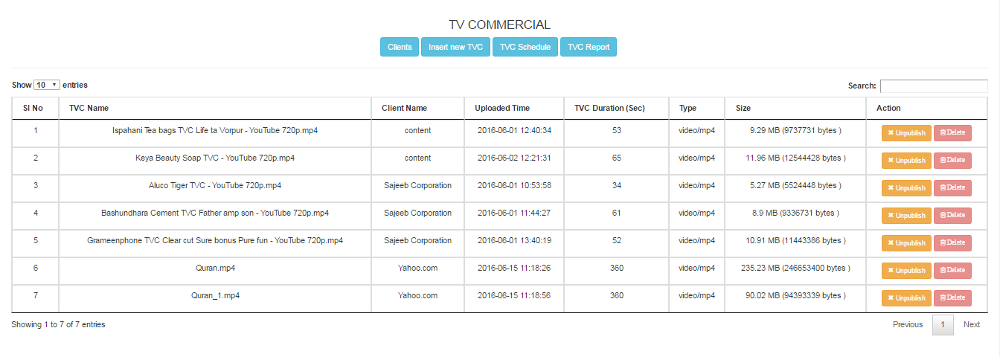 TV COMMERCIAL
Clients Insert new TVC TVC Schedule TVC Report
Show 10 entries Search:
Sl No TVC Name Client Name Uploaded Time TVC Duration (Sec) Type Size Action
1 Ispahani Tea bags TVC Life ta Vorpur - YouTube 720p.mp4 content 2016-06-01 12:40:34 53 video/mp4 9.29 MB (9737731 bytes ) Unpublish Delete
2 Keya Beauty Soap TVC - YouTube 720p.mp4 content 2016-06-02 12:21:31 65 video/mp4 11.96 MB (12544428 bytes ) Unpublish Delete
3 Aluco Tiger TVC - YouTube 720p.mp4 Sajeeb Corporation 2016-06-01 10:53:58 34 video/mp4 5.27 MB (5524448 bytes ) Unpublish Delete
4 Bashundhara Cement TVC Father amp son - YouTube 720p.mp4 Sajeeb Corporation 2016-06-01 11:44:27 61 video/mp4 8.9 MB (9336731 bytes ) Unpublish Delete
5 Grameenphone TVC Clear cut Sure bonus Pure fun - YouTube 720p.mp4 Sajeeb Corporation 2016-06-01 13:40:19 52 video/mp4 10.91 MB (11443386 bytes ) Unpublish Delete
6 Quran.mp4 Yahoo.com 2016-06-15 11:18:26 360 video/mp4 235.23 MB (246653400 bytes ) Unpublish Delete
7 Quran_1.mp4 Yahoo.com 2016-06-15 11:18:56 360 video/mp4 90.02 MB (94393339 bytes ) Unpublish Delete
Showing 1 to 7 of 7 entries Previous 1 Next